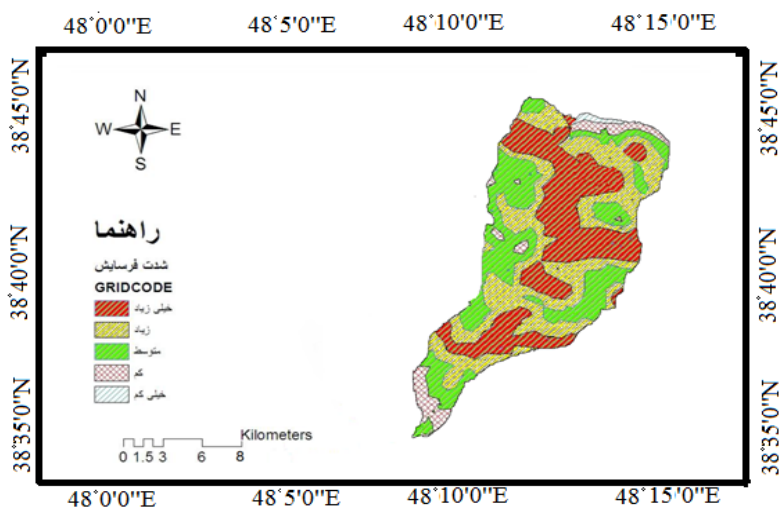 48˚0'0"E 48˚5'0"E 48˚10'0"E 48˚15'0"E
38˚45'0"N 38˚45'0"N
N
W E
S
راهنما
شدت فرسایش
GRIDCODE
خیلی زیاد
زیاد
متوسط
کم
خیلی کم
38˚40'0"N 38˚40'0"N
Kilometers
0 1.5 3 6 8
38˚35'0"N 38˚35'0"N
48˚0'0"E 48˚5'0"E 48˚10'0"E 48˚15'0"E